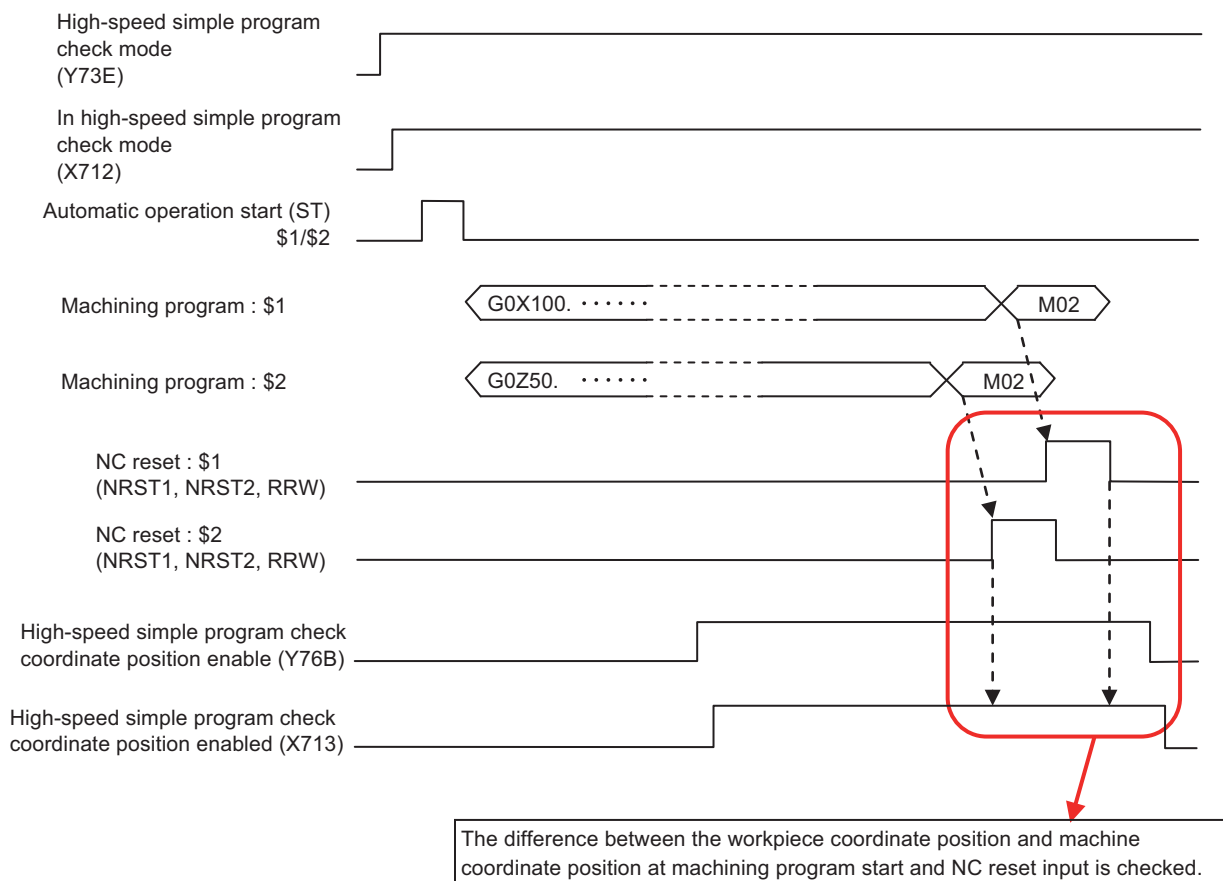 High-speed simple program
check mode
(Y73E)
In high-speed simple program
check mode
(X712)
Automatic operation start (ST)
$1/$2
Machining program : $1
G0X100. ······
M02
Machining program : $2
G0Z50. ······
M02
NC reset : $1
(NRST1, NRST2, RRW)
NC reset : $2
(NRST1, NRST2, RRW)
High-speed simple program check
coordinate position enable (Y76B)
High-speed simple program check
coordinate position enabled (X713)
The difference between the workpiece coordinate position and machine
coordinate position at machining program start and NC reset input is checked.